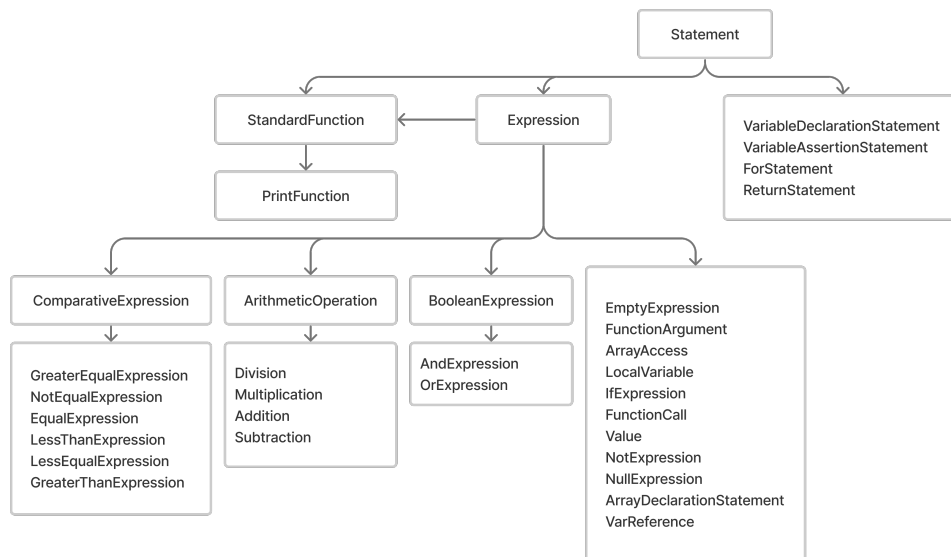 Statement
StandardFunction
Expression
VariableDeclarationStatement
VariableAssertionStatement
ForStatement
ReturnStatement
PrintFunction
ComparativeExpression
ArithmeticOperation
BooleanExpression
GreaterEqualExpression
NotEqualExpression
EqualExpression
LessThanExpression
LessEqualExpression
GreaterThanExpression
Division
Multiplication
Addition
Subtraction
AndExpression
OrExpression
EmptyExpression
FunctionArgument
ArrayAccess
LocalVariable
IfExpression
FunctionCall
Value
NotExpression
NullExpression
ArrayDeclarationStatement
VarReference